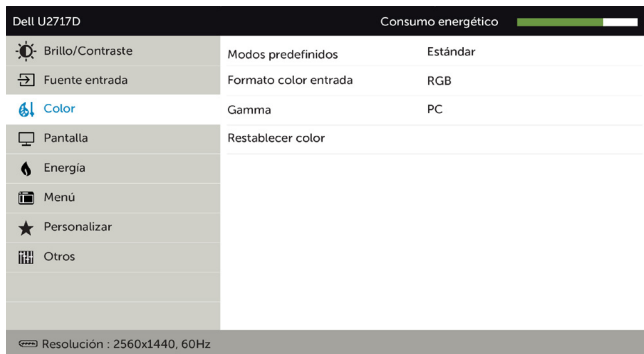 Dell U2717D Consumo energético
Brillo/Contraste
Fuente entrada
Color
Pantalla
Energía
Menú
Personalizar
Otros
Modos predefinidos Estándar
Formato color entrada RGB
Gamma PC
Restablecer color
Resolución : 2560x1440, 60Hz